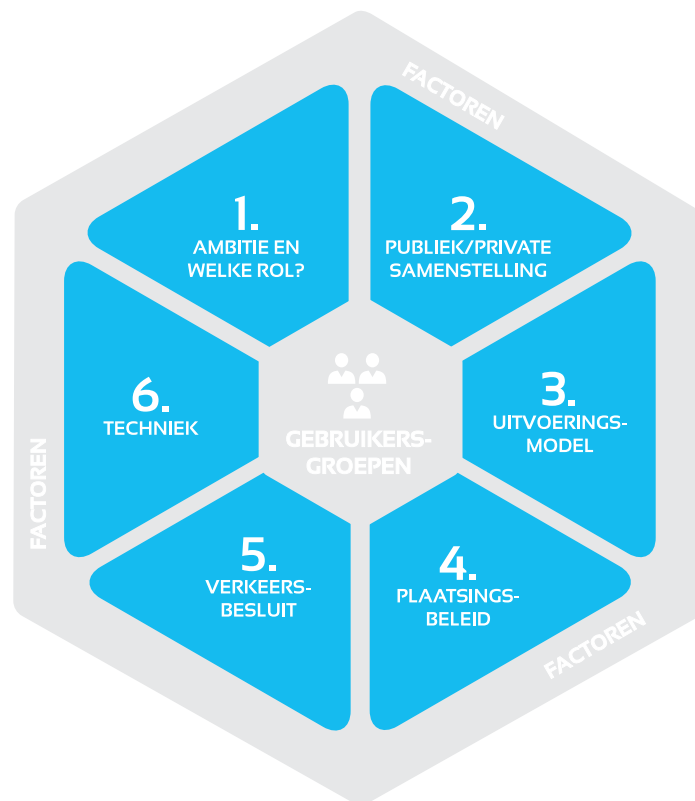 FACTOREN
1.
AMBITIE EN
WELKE ROL?
2.
PUBLIEK/PRIVATE
SAMENSTELLING
3.
UITVOERINGS-
MODEL
4.
PLAATSINGS-
BELEID
5.
VERKEERS-
BESLUIT
6.
TECHNIEK
GEBRUIKERS-
GROEPEN
FACTOREN
FACTOREN